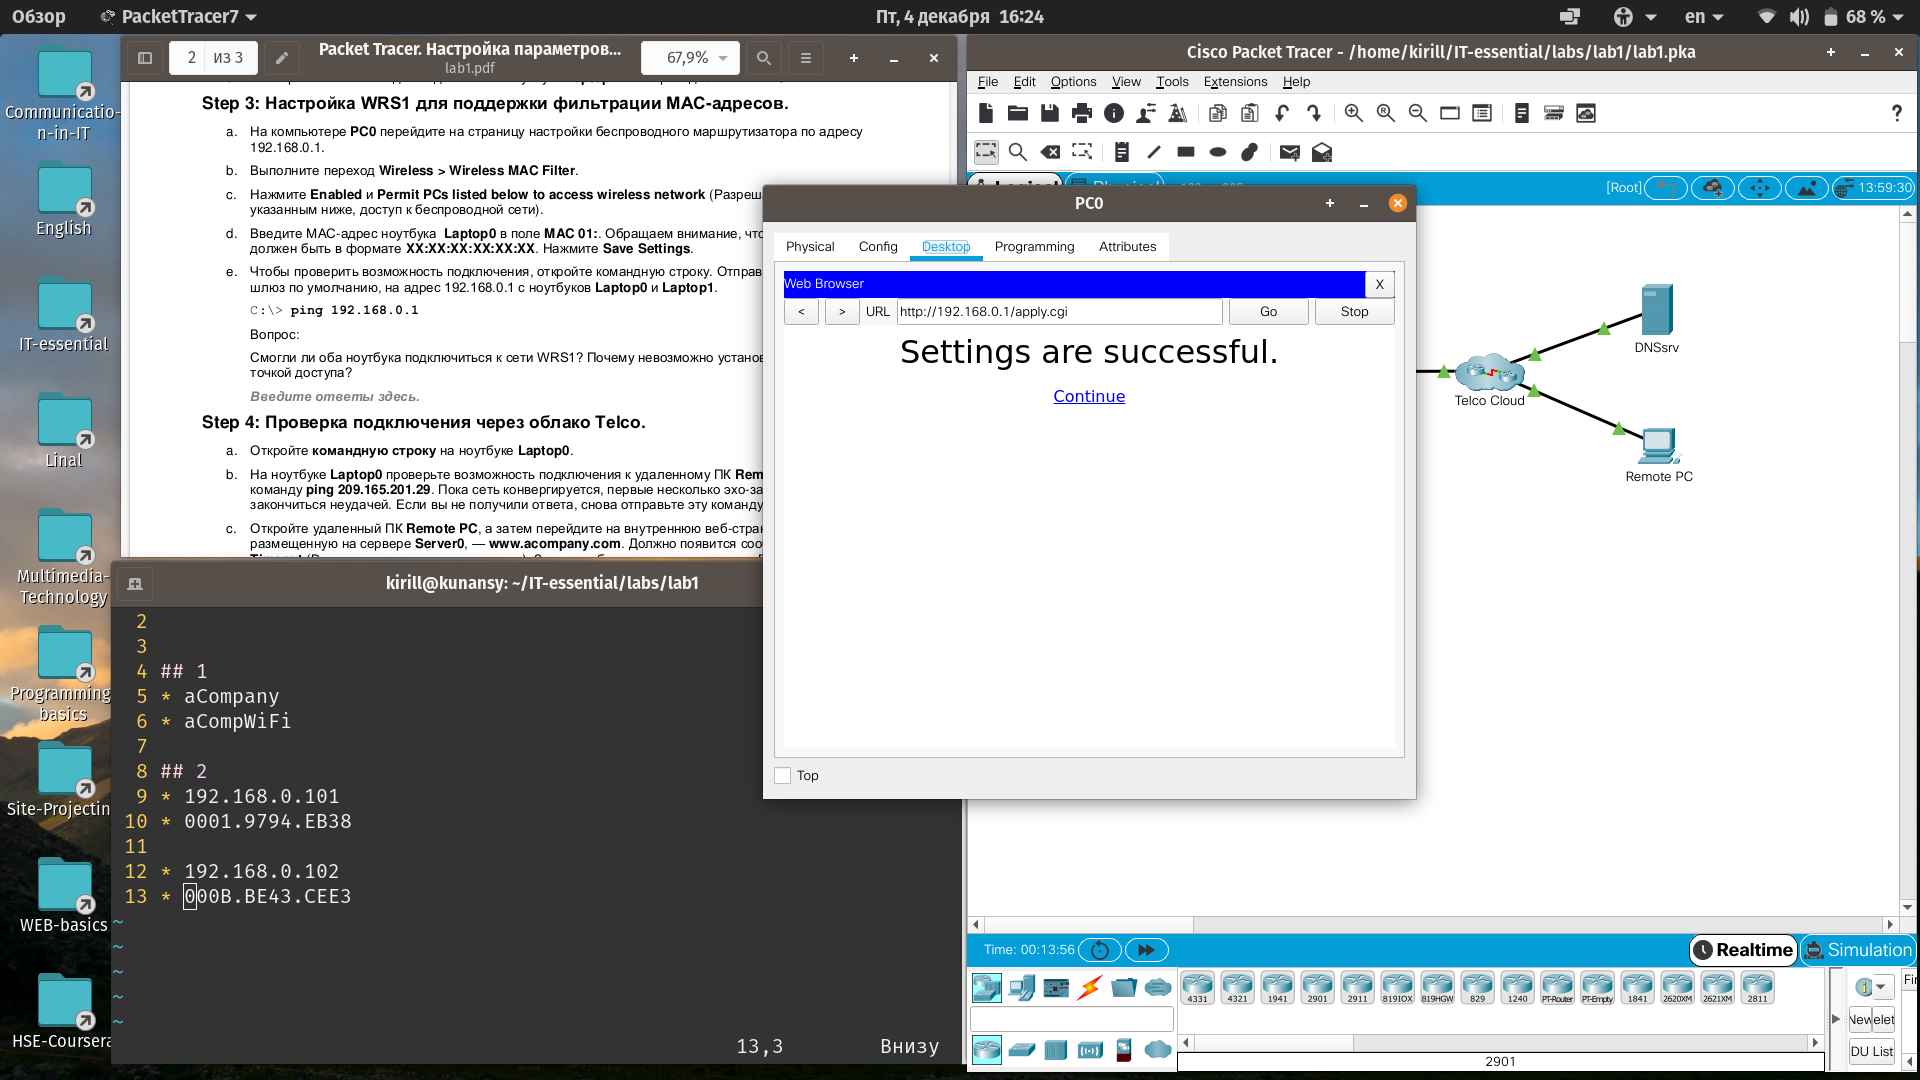 Обзор
PacketTracer7
Пт, 4 декабря 16:24
en
68 %
Communicatio-
n-in-IT
English
IT-essential
Linal
Multimedia-
Technology
Programming-
basics
Site-Projectin
WEB-basics
HSE-Coursera
2 из 3
Packet Tracer. Настройка параметров...
lab1.pdf
67,9%
Step 3: Настройка WRS1 для поддержки фильтрации MAC-адресов.
a. На компьютере PC0 перейдите на страницу настройки беспроводного маршрутизатора по адресу
192.168.0.1.
b. Выполните переход Wireless > Wireless MAC Filter.
c. Нажмите Enabled и Permit PCs listed below to access wireless network (Разреш
указанным ниже, доступ к беспроводной сети).
d. Введите MAC-адрес ноутбука Laptop0 в поле MAC 01:. Обращаем внимание, что
должен быть в формате XX:XX:XX:XX:XX:XX. Нажмите Save Settings.
e. Чтобы проверить возможность подключения, откройте командную строку. Отправ
шлюз по умолчанию, на адрес 192.168.0.1 с ноутбуков Laptop0 и Laptop1.
C:\> ping 192.168.0.1
Вопрос:
Смогли ли оба ноутбука подключиться к сети WRS1? Почему невозможно установ
точкой доступа?
Введите ответы здесь.
Step 4: Проверка подключения через облако Telco.
a. Откройте командную строку на ноутбуке Laptop0.
b. На ноутбуке Laptop0 проверьте возможность подключения к удаленному ПК Rem
команду ping 209.165.201.29. Пока сеть конвергируется, первые несколько эхо-за
закончиться неудачей. Если вы не получили ответа, снова отправьте эту команду
c. Откройте удаленный ПК Remote PC, а затем перейдите на внутреннюю веб-стран
размещенную на сервере Server0, — www.acompany.com. Должно появится соо
kirill@kunansy: ~/IT-essential/labs/lab1
2
3
4 ## 1
5 * aCompany
6 * aCompWiFi
7
8 ## 2
9 * 192.168.0.101
10 * 0001.9794.EB38
11
12 * 192.168.0.102
13 * 000B.BE43.CEE3
~
~
~
~
~
13,3 Внизу
Cisco Packet Tracer - /home/kirill/IT-essential/labs/lab1/lab1.pka
File Edit Options View Tools Extensions Help
?
Logical
Physical
[Root]
13:59:30
DNSsrv
Telco Cloud
Remote PC
PC0
Physical Config Desktop Programming Attributes
Web Browser X
< > URL http://192.168.0.1/apply.cgi Go Stop
Settings are successful.
Continue
Top
Time: 00:13:56
Realtime Simulation
4331 4321 1941 2901 2911 819IOX 819HGW 829 1240 PT-Router PT-Empty 1841 2620XM 2621XM 2811
New elet
DU List
2901